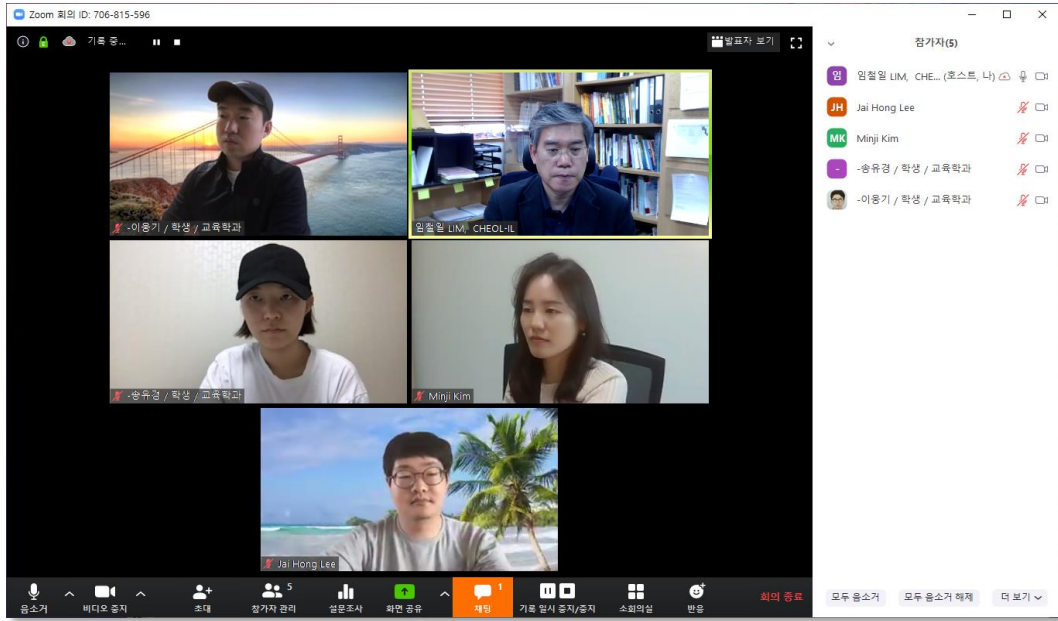 Zoom 회의 ID: 706-815-596
기록 중...
발표자 보기
-이웅기 / 학생 / 교육학과
임철일 LIM, CHEOL-IL
-송유경 / 학생 / 교육학과
Minji Kim
Jai Hong Lee
참가자(5)
임 임철일 LIM, CHE... (호스트, 나)
JH Jai Hong Lee
MK Minji Kim
- -송유경 / 학생 / 교육학과
-이웅기 / 학생 / 교육학과
음소거 비디오 중지 초대 5 참가자 관리 설문조사 화면 공유 1 채팅 기록 일시 중지/중지 소회의실 반응 회의 종료
모두 음소거 모두 음소거 해제 더 보기